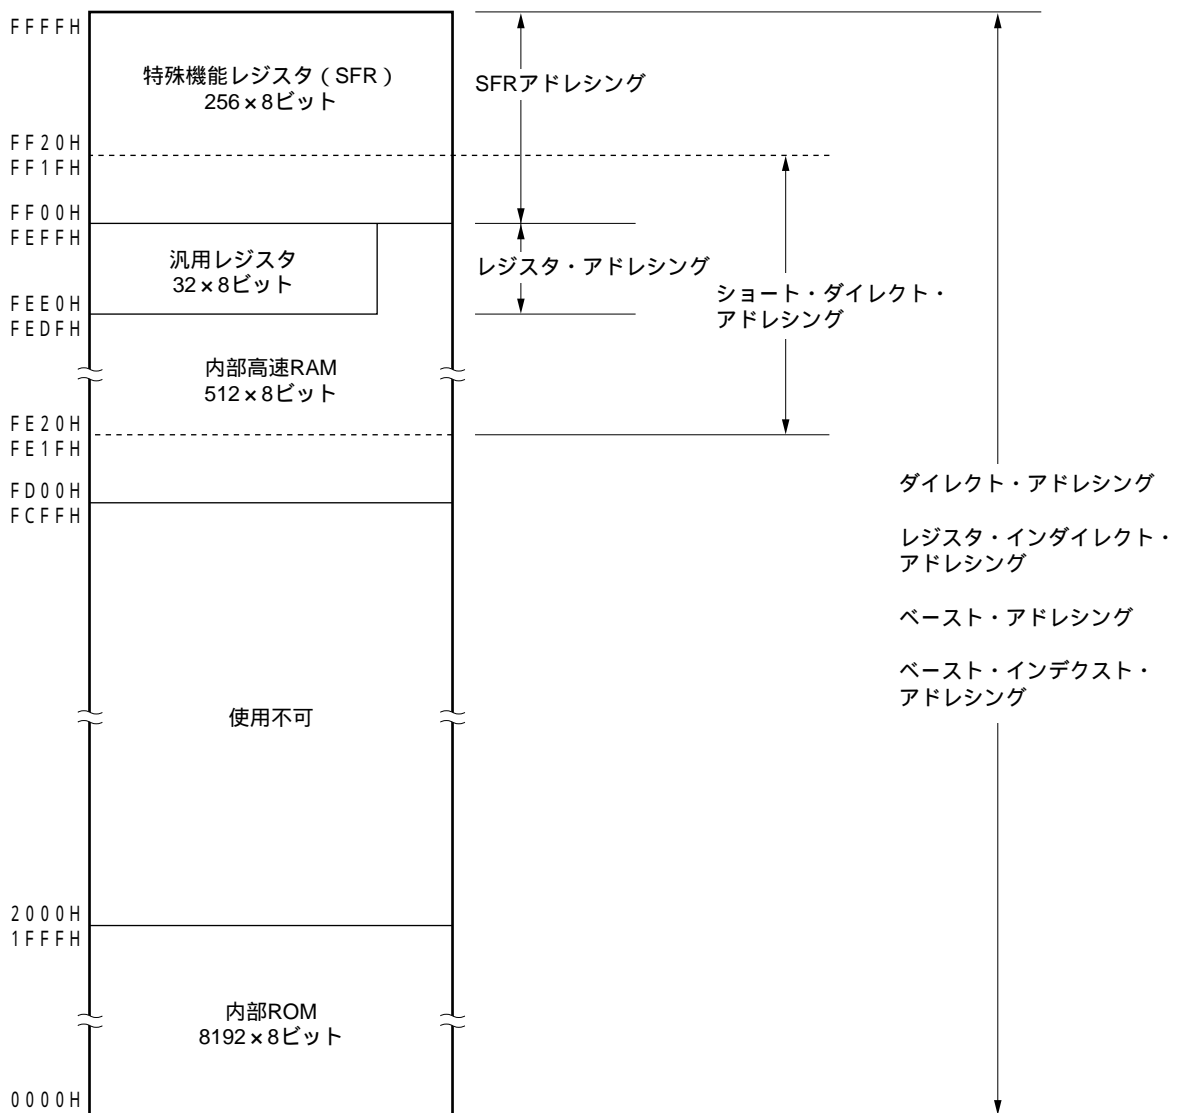 FFFFH
特殊機能レジスタ（SFR）
256×8ビット
SFRアドレシング
FF20H
FF1FH
FF00H
FEFFH
汎用レジスタ
32×8ビット
レジスタ・アドレシング
ショート・ダイレクト・
アドレシング
FEE0H
FEDFH
内部高速RAM
512×8ビット
FE20H
FE1FH
FD00H
FCFFH
ダイレクト・アドレシング
レジスタ・インダイレクト・
アドレシング
ベースト・アドレシング
ベースト・インデクスト・
アドレシング
使用不可
2000H
1FFFH
内部ROM
8192×8ビット
0000H